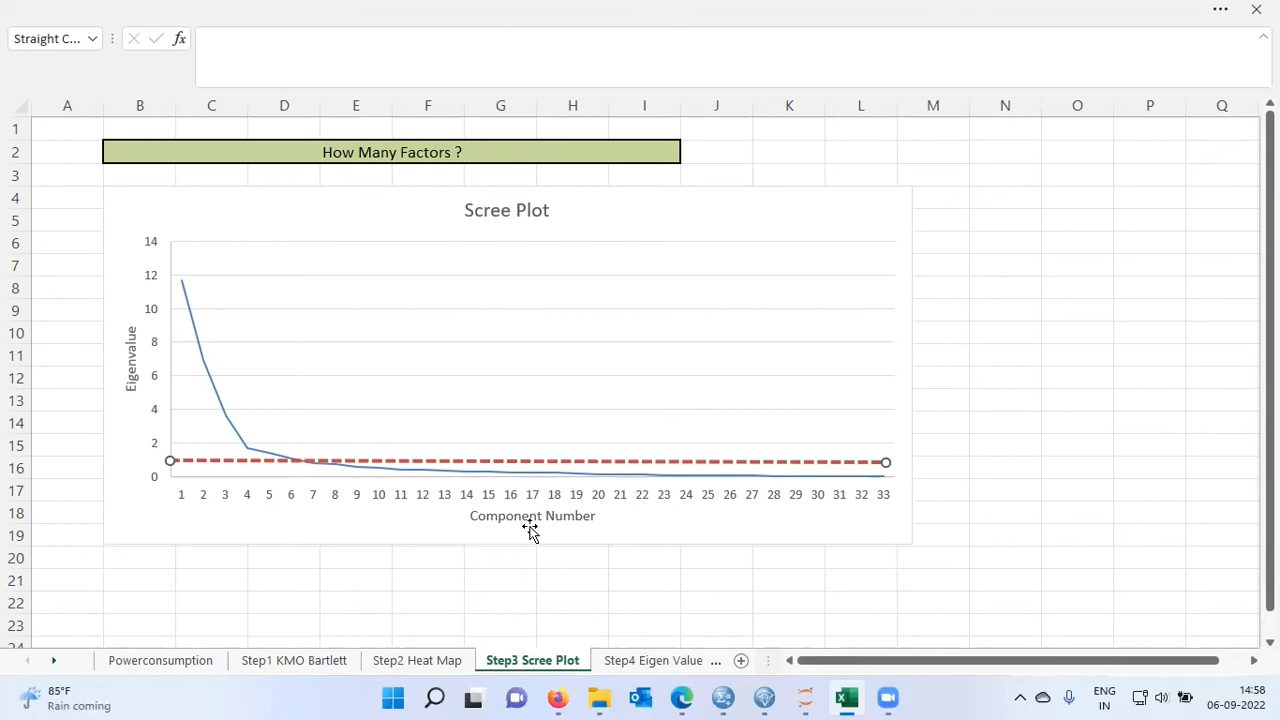 Straight C...
fx
A B C D E F G H I J K L M N O P Q
1
2 How Many Factors ?
3
4
5
6
7
8
9
10
11
12
13
14
15
16
17
18
19
20
21
22
23
24
Scree Plot
14
12
10
8
6
4
2
0
Eigenvalue
1 2 3 4 5 6 7 8 9 10 11 12 13 14 15 16 17 18 19 20 21 22 23 24 25 26 27 28 29 30 31 32 33
Component Number
Powerconsumption Step1 KMO Bartlett Step2 Heat Map Step3 Scree Plot Step4 Eigen Value ...
85°F
Rain coming
ENG
IN
14:58
06-09-2022